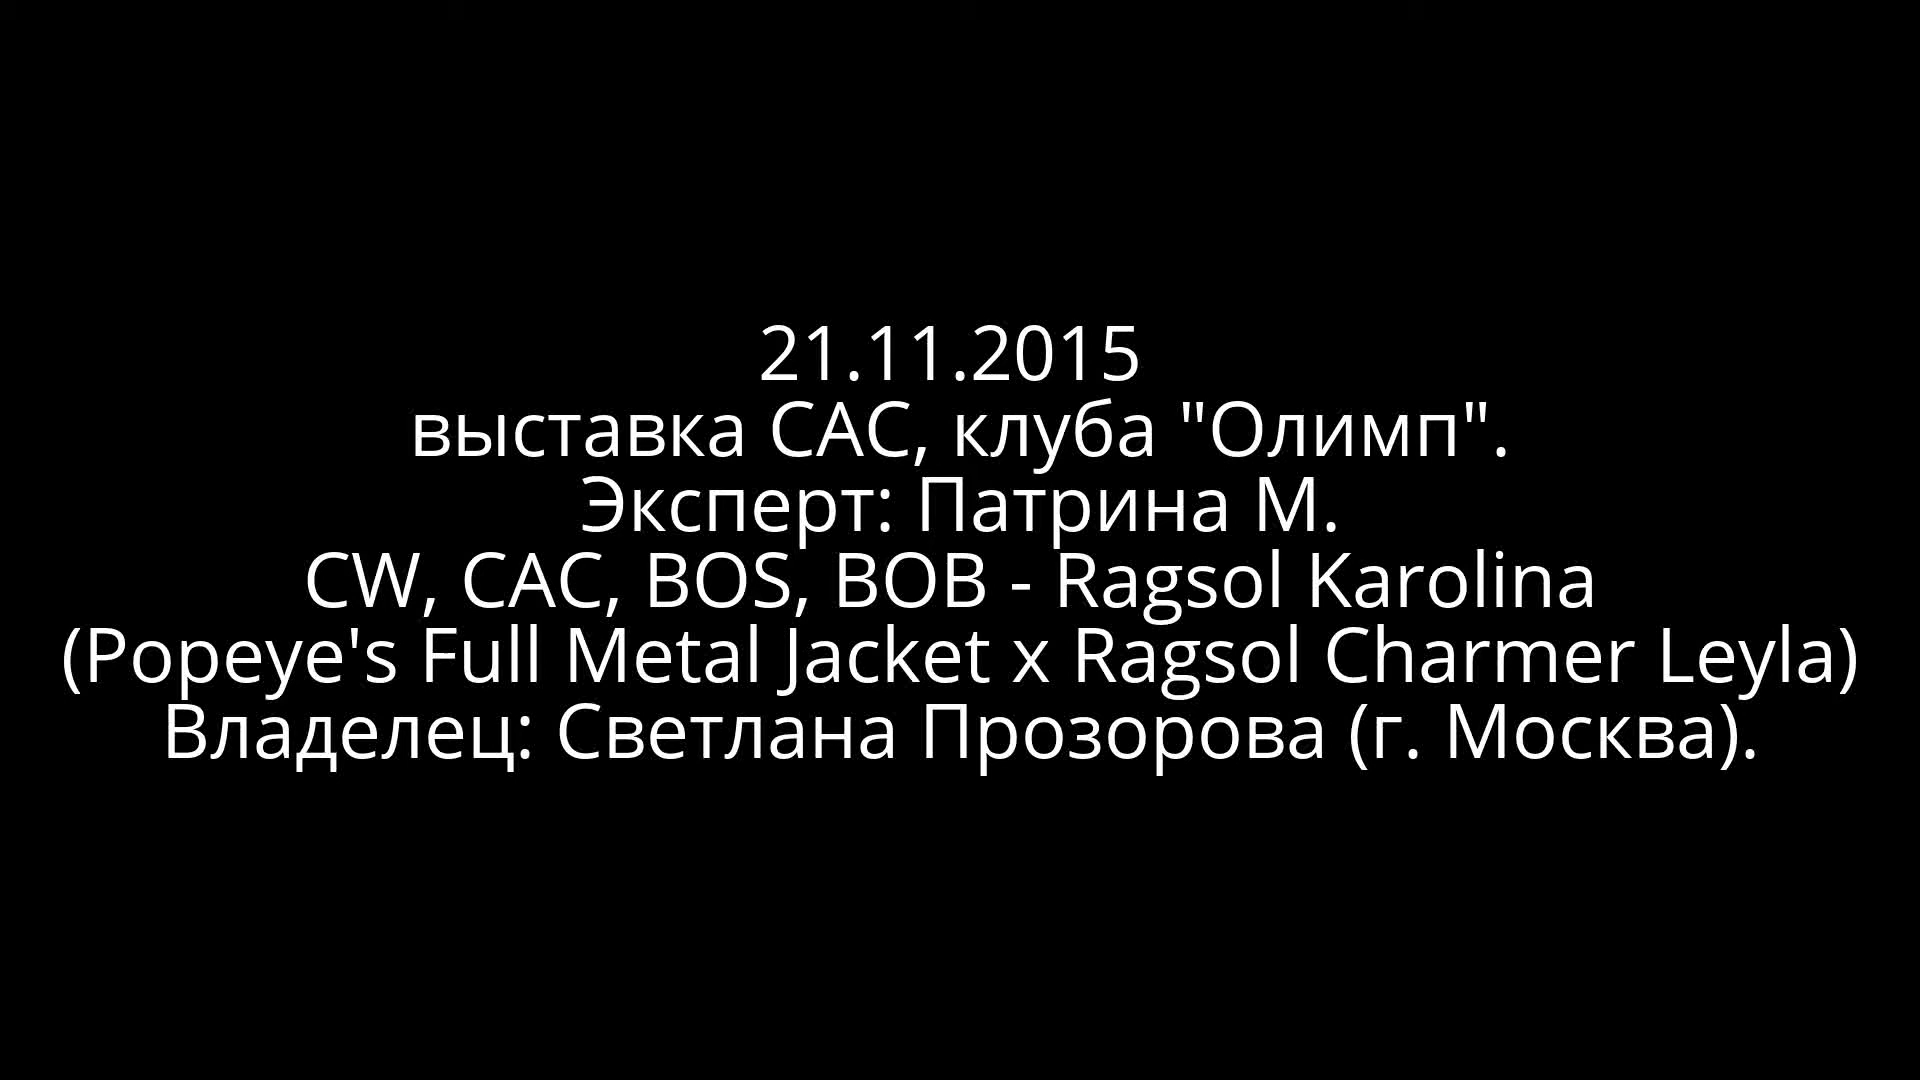 21.11.2015
выставка САС, клуба "Олимп".
Эксперт: Патрина М.
CW, CAC, BOS, BOB - Ragsol Karolina
(Popeye's Full Metal Jacket x Ragsol Charmer Leyla)
Владелец: Светлана Прозорова (г. Москва).